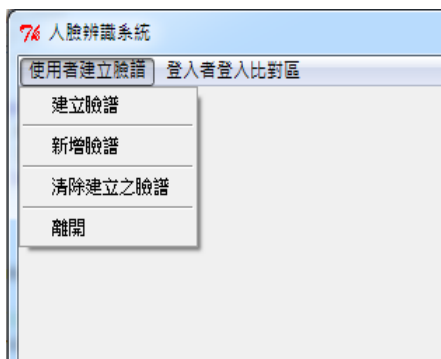 人臉辨識系統
使用者建立臉譜 登入者登入比對區
建立臉譜
新增臉譜
清除建立之臉譜
離開